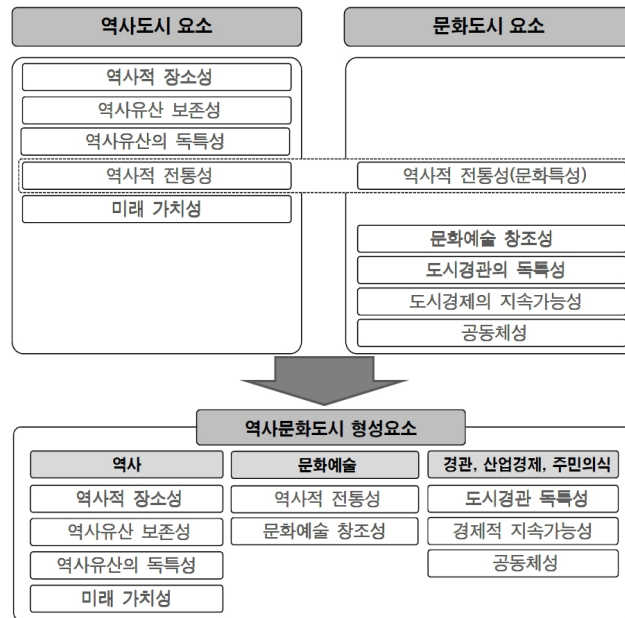 역사도시 요소
역사적 장소성
역사유산 보존성
역사유산의 독특성
역사적 전통성
미래 가치성
문화도시 요소
역사적 전통성(문화특성)
문화예술 창조성
도시경관의 독특성
도시경제의 지속가능성
공동체성
역사문화도시 형성요소
역사
역사적 장소성
역사유산 보존성
역사유산의 독특성
미래 가치성
문화예술
역사적 전통성
문화예술 창조성
경관, 산업경제, 주민의식
도시경관 독특성
경제적 지속가능성
공동체성